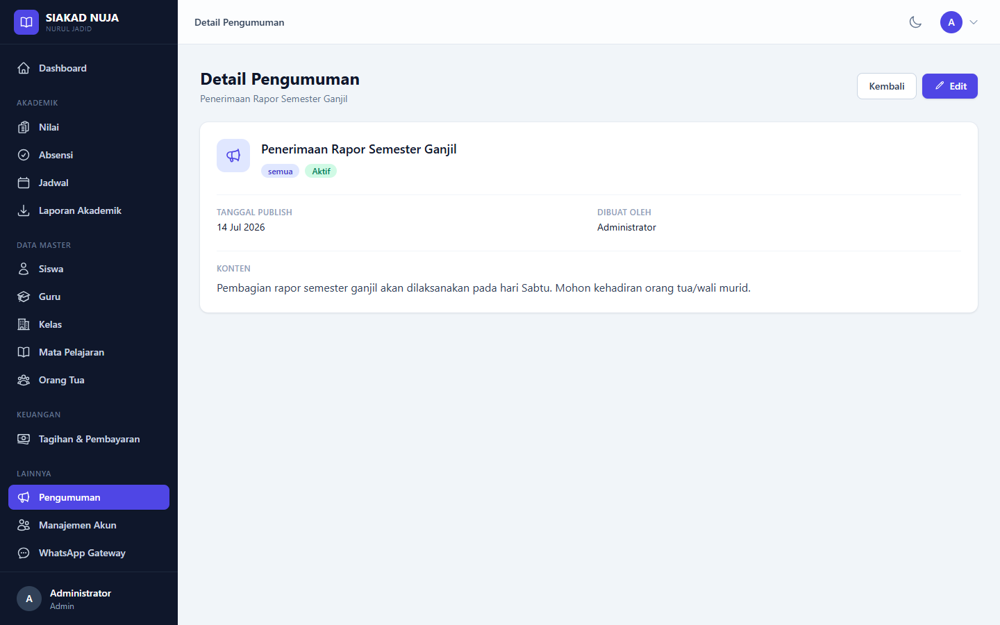 SIAKAD NUJA
NURUL JADID
Dashboard
AKADEMIK
Nilai
Absensi
Jadwal
Laporan Akademik
DATA MASTER
Siswa
Guru
Kelas
Mata Pelajaran
Orang Tua
KEUANGAN
Tagihan & Pembayaran
LAINNYA
Pengumuman
Manajemen Akun
WhatsApp Gateway
A
Administrator
Admin
Detail Pengumuman
A
Detail Pengumuman
Penerimaan Rapor Semester Ganjil
Kembali
Edit
Penerimaan Rapor Semester Ganjil
semua Aktif
TANGGAL PUBLISH
14 Jul 2026
DIBUAT OLEH
Administrator
KONTEN
Pembagian rapor semester ganjil akan dilaksanakan pada hari Sabtu. Mohon kehadiran orang tua/wali murid.